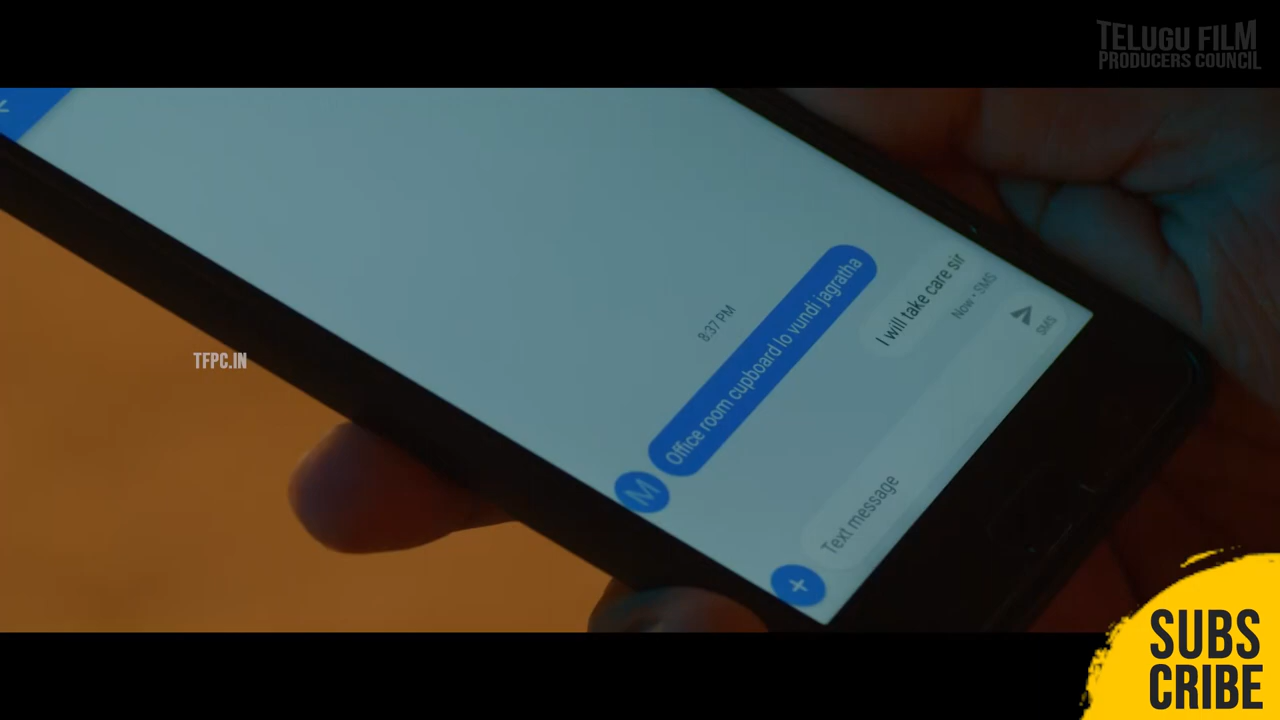 TELUGU FILM
PRODUCERS COUNCIL
8:37 PM
M
Office room cupboard lo vundi jagratha
I will take care sir
Now • SMS
Text message
SMS
TFPC.IN
SUBS
CRIBE